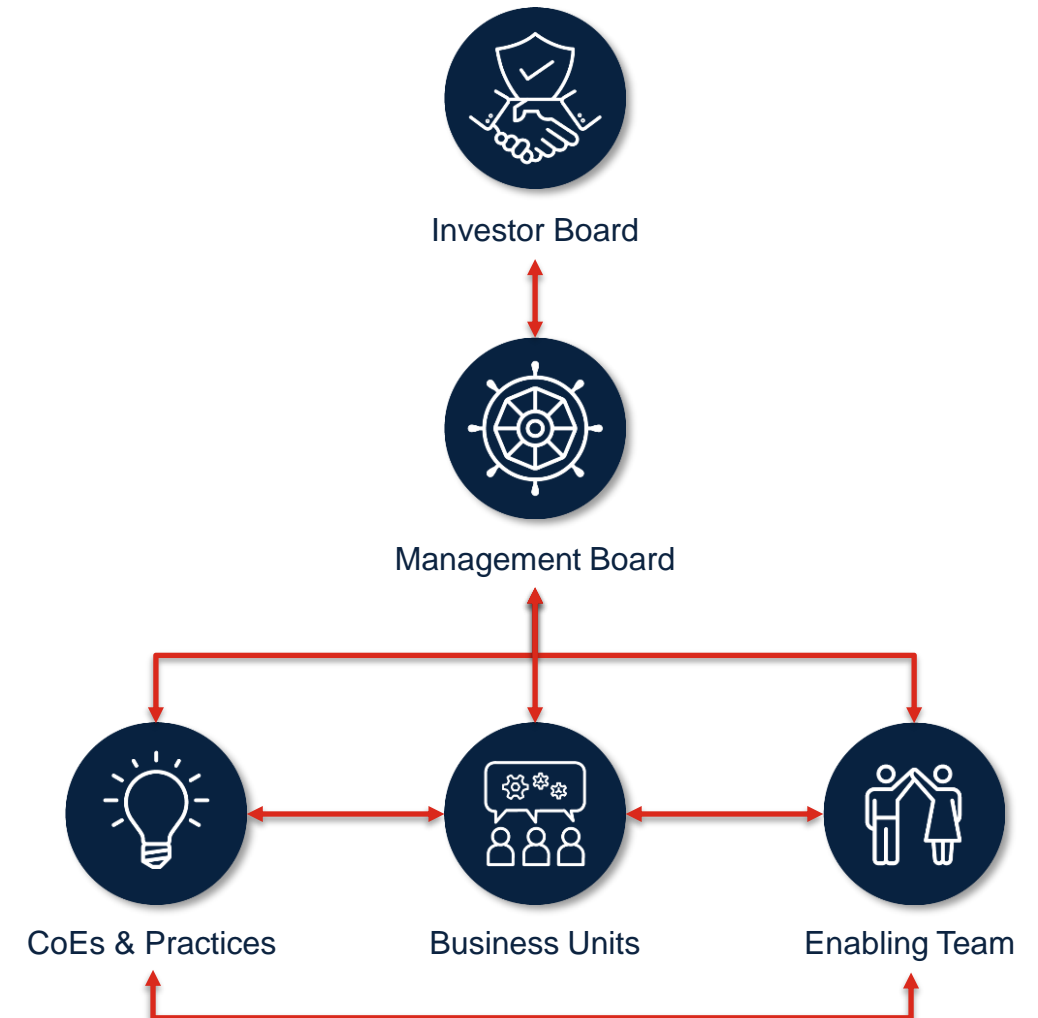 Investor Board
Management Board
CoEs & Practices
Business Units
Enabling Team